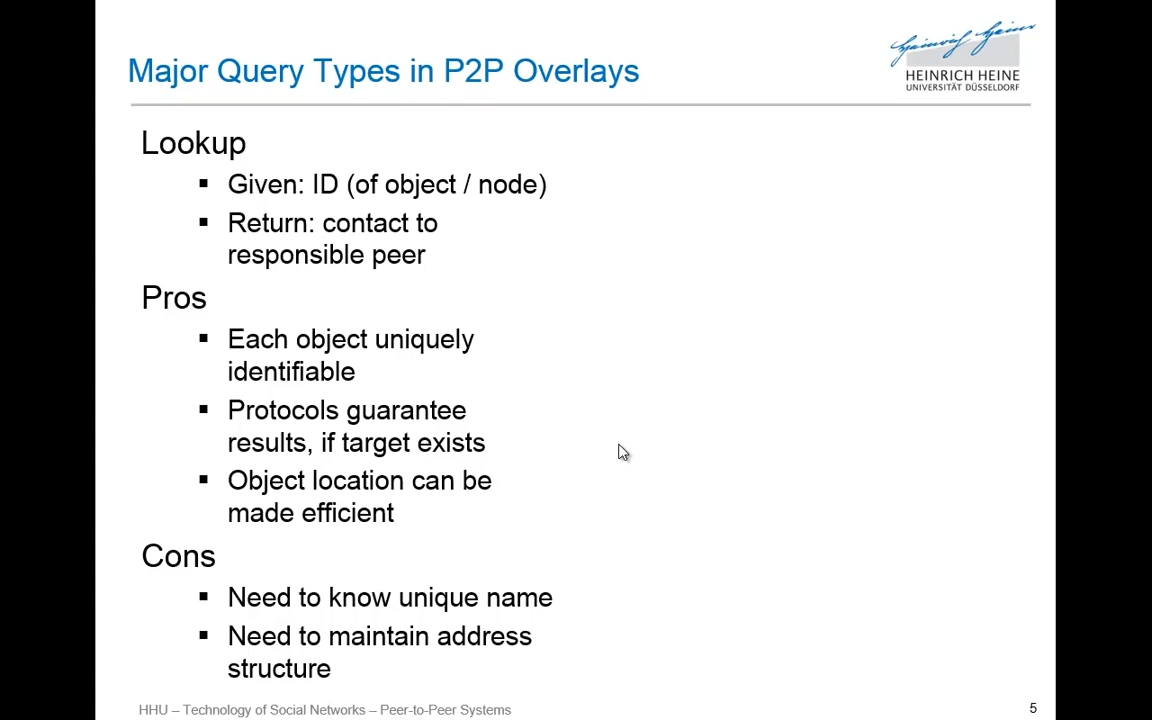 Major Query Types in P2P Overlays
Heinrich Heine
HEINRICH HEINE
UNIVERSITÄT DÜSSELDORF
Lookup
▪ Given: ID (of object / node)
▪ Return: contact to
responsible peer
Pros
▪ Each object uniquely
identifiable
▪ Protocols guarantee
results, if target exists
▪ Object location can be
made efficient
Cons
▪ Need to know unique name
▪ Need to maintain address
structure
HHU – Technology of Social Networks – Peer-to-Peer Systems
5